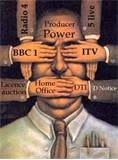 Radio 4
Producer
5 live
Power
BBC 1
ITV
Licence
auction
Home
Office
DTI
D Notice